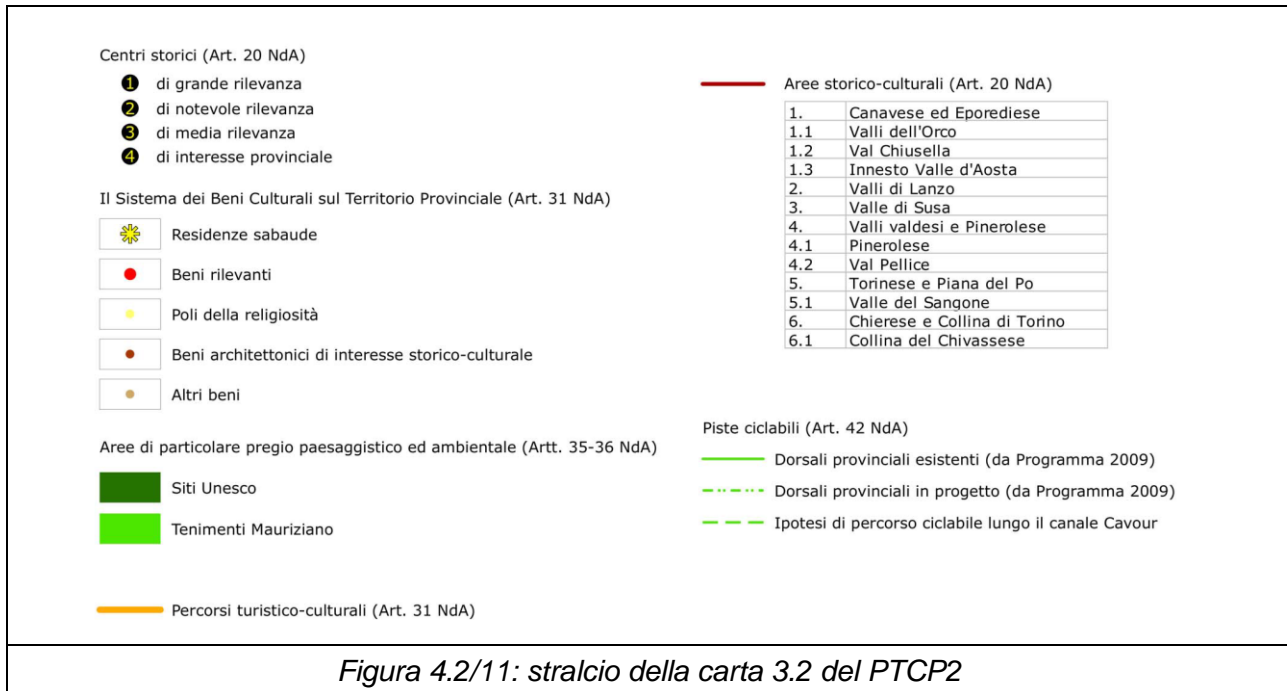 Centri storici (Art. 20 NdA)
1 di grande rilevanza
2 di notevole rilevanza
3 di media rilevanza
4 di interesse provinciale
Il Sistema dei Beni Culturali sul Territorio Provinciale (Art. 31 NdA)
Residenze sabaude
Beni rilevanti
Poli della religiosità
Beni architettonici di interesse storico-culturale
Altri beni
Aree di particolare pregio paesaggistico ed ambientale (Artt. 35-36 NdA)
Siti Unesco
Tenimenti Mauriziano
Percorsi turistico-culturali (Art. 31 NdA)
Aree storico-culturali (Art. 20 NdA)
1. Canavese ed Eporediese
1.1 Valli dell'Orco
1.2 Val Chiusella
1.3 Innesto Valle d'Aosta
2. Valli di Lanzo
3. Valle di Susa
4. Valli valdesi e Pinerolese
4.1 Pinerolese
4.2 Val Pellice
5. Torinese e Piana del Po
5.1 Valle del Sangone
6. Chierese e Collina di Torino
6.1 Collina del Chivassese
Piste ciclabili (Art. 42 NdA)
Dorsali provinciali esistenti (da Programma 2009)
Dorsali provinciali in progetto (da Programma 2009)
Ipotesi di percorso ciclabile lungo il canale Cavour
Figura 4.2/11: stralcio della carta 3.2 del PTCP2